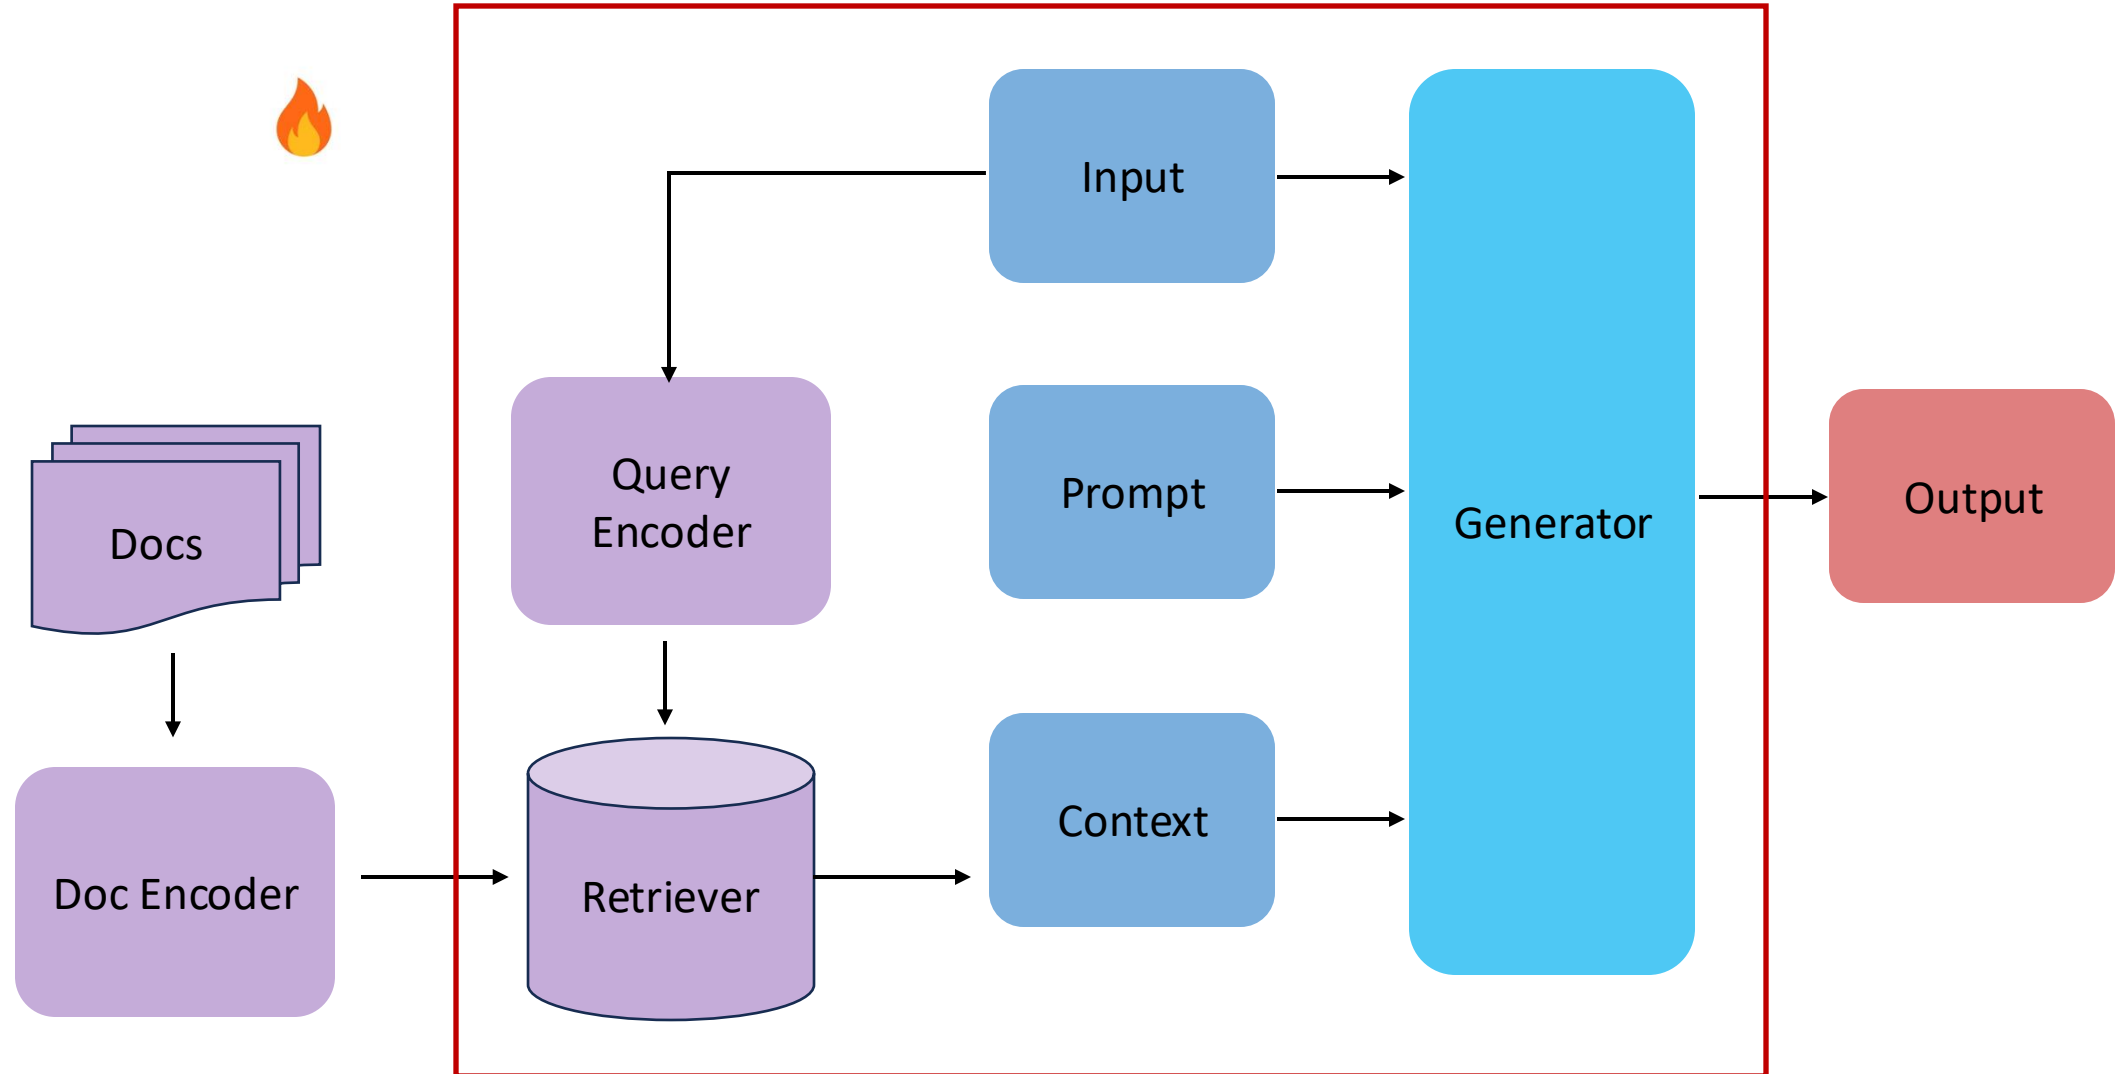 Input
Query
Encoder
Prompt
Generator
Output
Docs
Context
Doc Encoder
Retriever